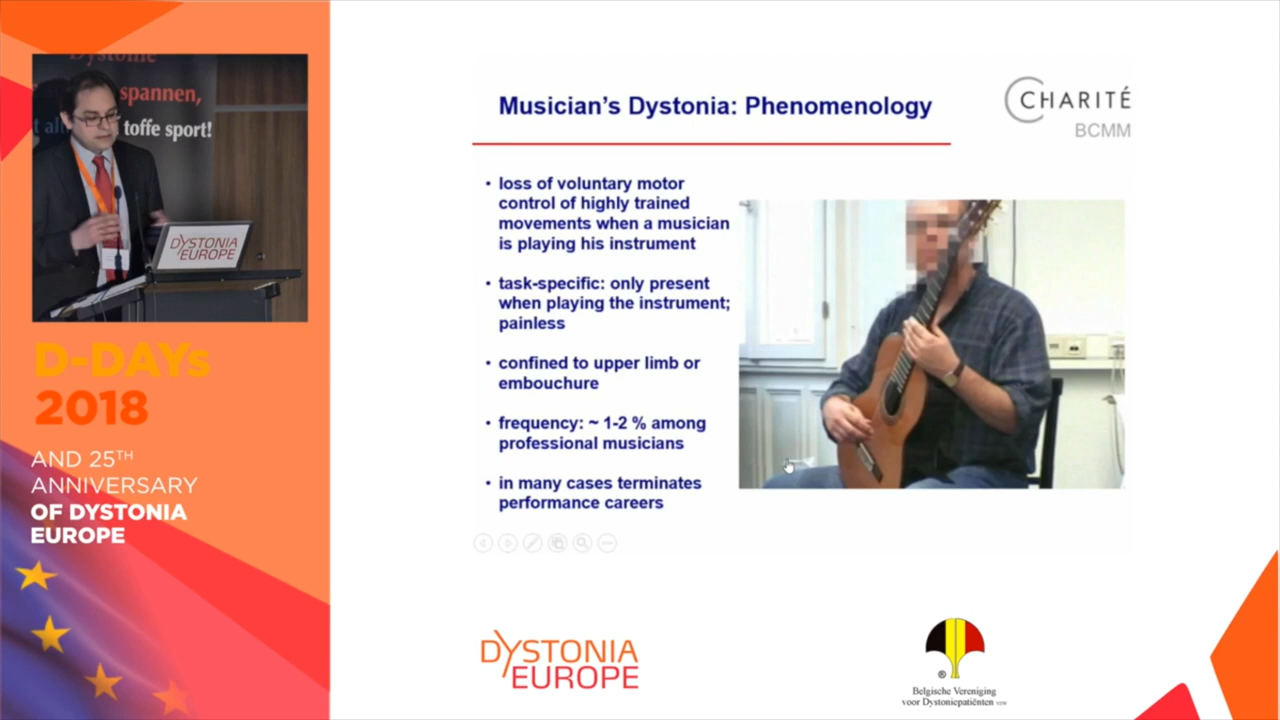 Dystonie
spannen,
toffe sport!
DYSTONIA
EUROPE
D-DAYs
2018
AND 25TH
ANNIVERSARY
OF DYSTONIA
EUROPE
Musician's Dystonia: Phenomenology
CHARITÉ
BCMM
• loss of voluntary motor
control of highly trained
movements when a musician
is playing his instrument
• task-specific: only present
when playing the instrument;
painless
• confined to upper limb or
embouchure
• frequency: ~ 1-2 % among
professional musicians
• in many cases terminates
performance careers
DYSTONIA
EUROPE
®
Belgische Vereniging
voor Dystoniepatiënten vzw